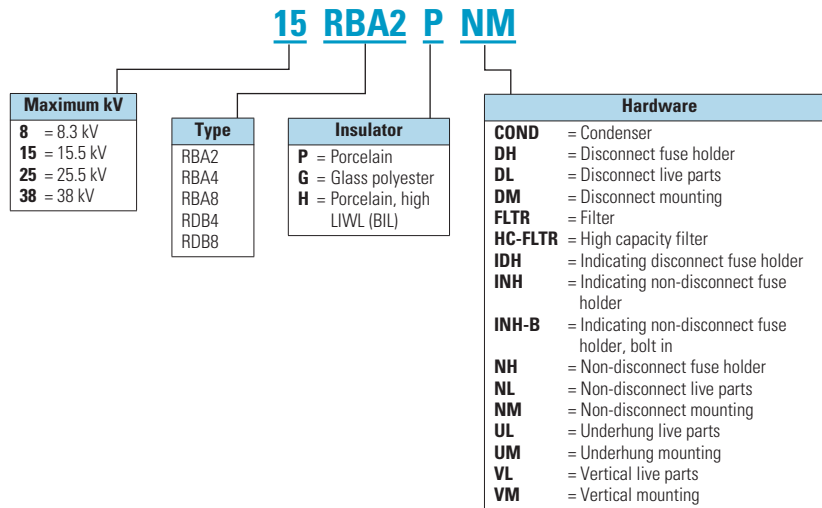 15 RBA2 P NM
Maximum kV
8 = 8.3 kV
15 = 15.5 kV
25 = 25.5 kV
38 = 38 kV
Type
RBA2
RBA4
RBA8
RDB4
RDB8
Insulator
P = Porcelain
G = Glass polyester
H = Porcelain, high
LIWL (BIL)
Hardware
COND = Condenser
DH = Disconnect fuse holder
DL = Disconnect live parts
DM = Disconnect mounting
FLTR = Filter
HC-FLTR = High capacity filter
IDH = Indicating disconnect fuse holder
INH = Indicating non-disconnect fuse
holder
INH-B = Indicating non-disconnect fuse
holder, bolt in
NH = Non-disconnect fuse holder
NL = Non-disconnect live parts
NM = Non-disconnect mounting
UL = Underhung live parts
UM = Underhung mounting
VL = Vertical live parts
VM = Vertical mounting